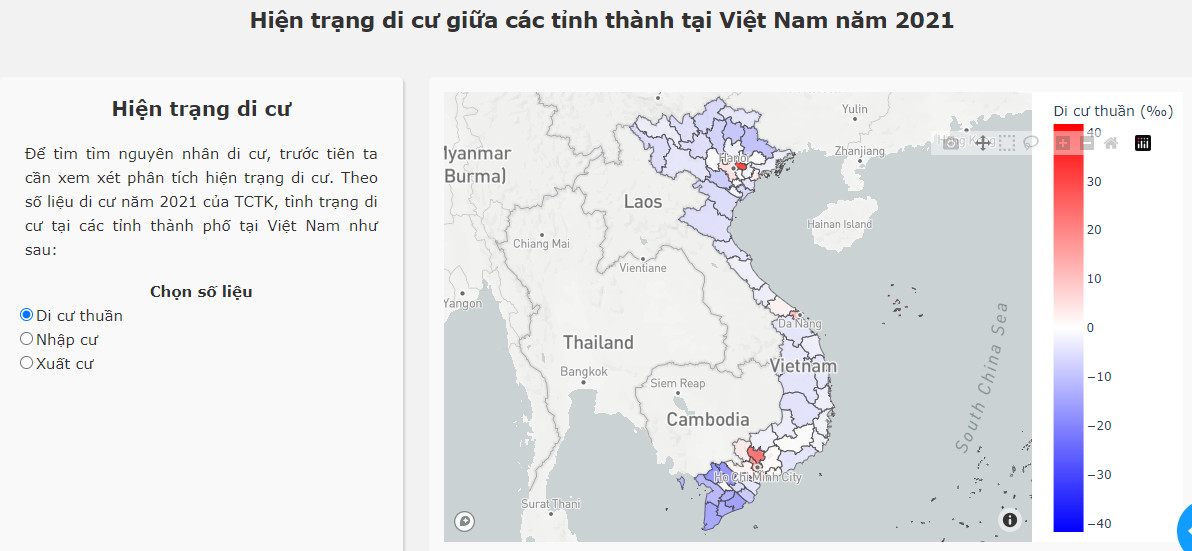 Hiện trạng di cư giữa các tỉnh thành tại Việt Nam năm 2021
Hiện trạng di cư
Để tìm tìm nguyên nhân di cư, trước tiên ta
cần xem xét phân tích hiện trạng di cư. Theo
số liệu di cư năm 2021 của TCTK, tình trạng di
cư tại các tỉnh thành phố tại Việt Nam như
sau:
Chọn số liệu
Di cư thuần
Nhập cư
Xuất cư
Yulin
Zhanjiang
Hong Kong
Myanmar
(Burma)
Hanoi
Laos
Hainan Island
Chiang Mai
Vientiane
Yangon
Da Nang
Thailand
Vietnam
Bangkok
Siem Reap
Cambodia
South China Sea
Ho Chi Minh City
Surat Thani
Di cư thuần (‰)
40
30
20
10
0
−10
−20
−30
−40